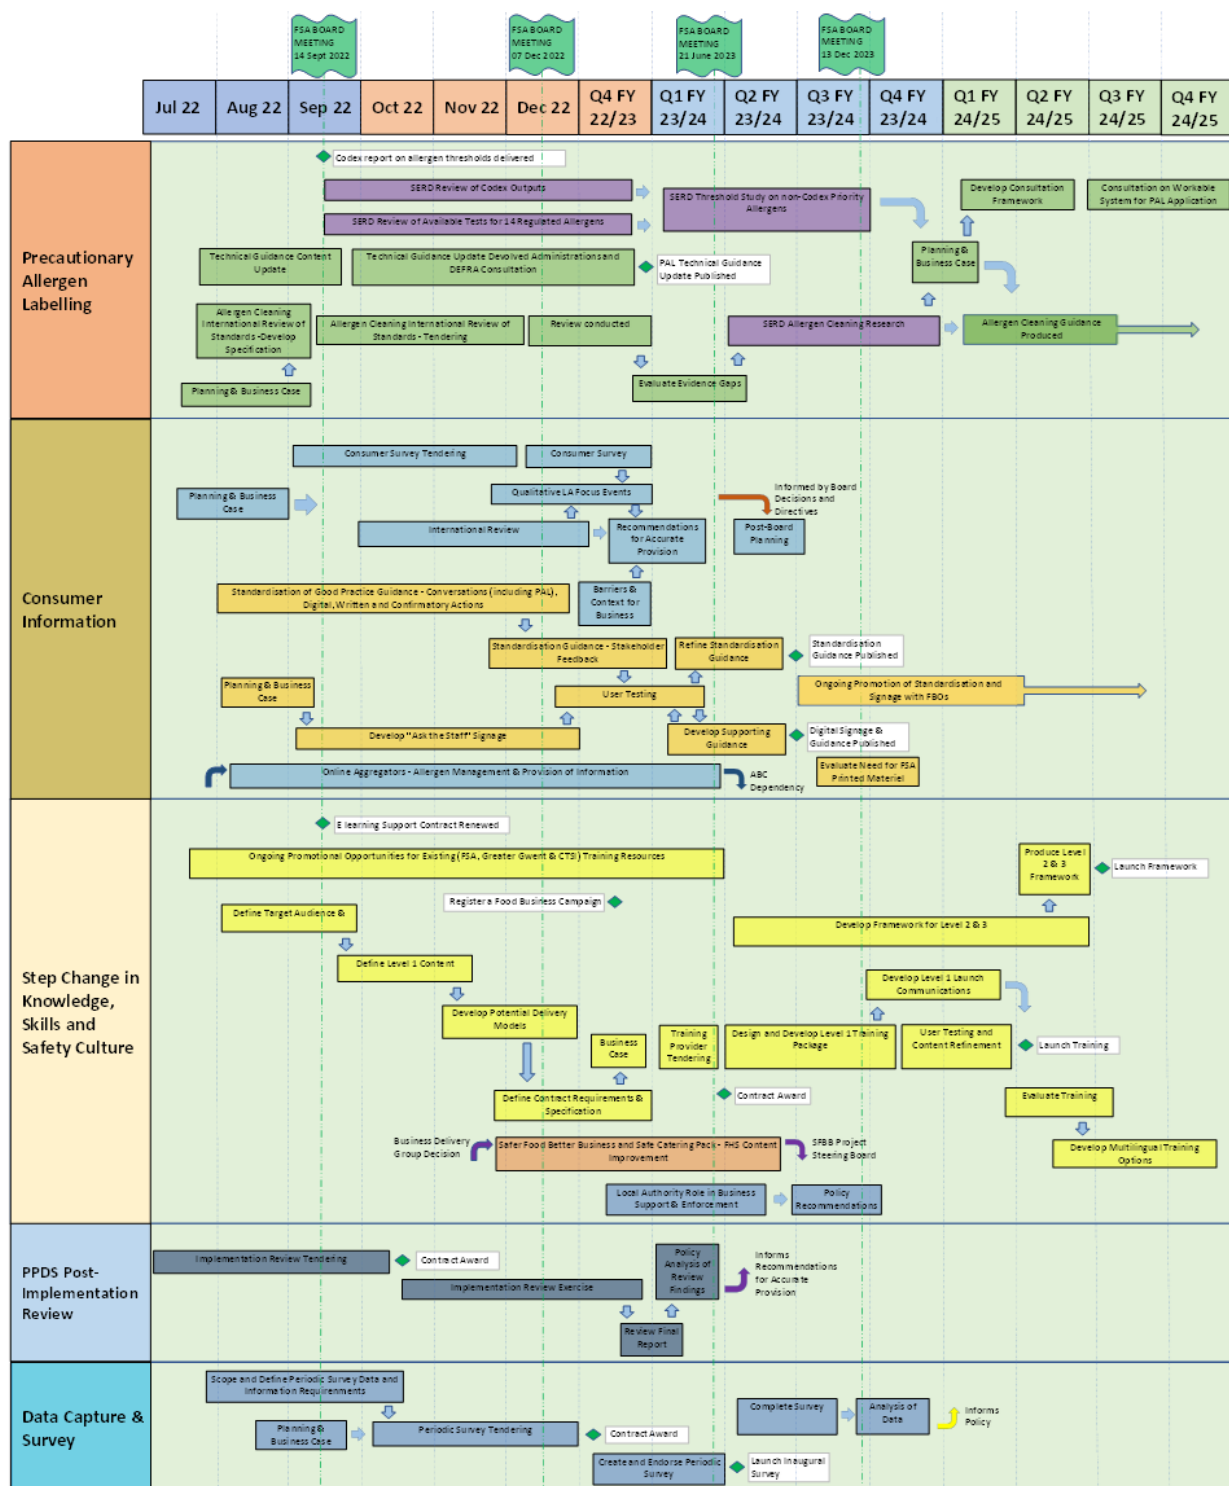 FSA BOARD
MEETING
14 Sept 2022
FSA BOARD
MEETING
07 Dec 2022
FSA BOARD
MEETING
21 June 2023
FSA BOARD
MEETING
13 Dec 2023
Jul 22
Aug 22
Sep 22
Oct 22
Nov 22
Dec 22
Q4 FY
22/23
Q1 FY
23/24
Q2 FY
23/24
Q3 FY
23/24
Q4 FY
23/24
Q1 FY
24/25
Q2 FY
24/25
Q3 FY
24/25
Q4 FY
24/25
Precautionary
Allergen
Labelling
Codex report on allergen thresholds delivered
SERD Review of Codex Outputs
SERD Review of Available Tests for 14 Regulated Allergens
SERD Threshold Study on non-Codex Priority
Allergens
Develop Consultation
Framework
Consultation on Workable
System for PAL Application
Technical Guidance Content
Update
Technical Guidance Update Devolved Administrations and
DEFRA Consultation
PAL Technical Guidance
Update Published
Planning &
Business Case
Allergen Cleaning
International Review of
Standards -Develop
Specification
Allergen Cleaning International Review of
Standards - Tendering
Review conducted
SERD Allergen Cleaning Research
Allergen Cleaning Guidance
Produced
Planning & Business Case
Evaluate Evidence Gaps
Consumer
Information
Consumer Survey Tendering
Consumer Survey
Planning & Business
Case
Qualitative LA Focus Events
Informed by Board
Decisions and
Directives
International Review
Recommendations
for Accurate
Provision
Post-Board
Planning
Standardisation of Good Practice Guidance - Conversations (including PAL),
Digital, Written and Confirmatory Actions
Barriers &
Context for
Business
Standardisation Guidance - Stakeholder
Feedback
Refine Standardisation
Guidance
Standardisation
Guidance Published
Planning & Business
Case
User Testing
Ongoing Promotion of Standardisation and
Signage with FBOs
Develop "Ask the Staff" Signage
Develop Supporting
Guidance
Digital Signage &
Guidance Published
Online Aggregators - Allergen Management & Provision of Information
ABC
Dependency
Evaluate Need for FSA
Printed Materiel
Step Change in
Knowledge,
Skills and
Safety Culture
E learning Support Contract Renewed
Ongoing Promotional Opportunities for Existing (FSA, Greater Gwent & CTSI) Training Resources
Produce Level
2 & 3
Framework
Launch Framework
Register a Food Business Campaign
Define Target Audience &
Develop Framework for Level 2 & 3
Define Level 1 Content
Develop Level 1 Launch
Communications
Develop Potential Delivery
Models
Business
Case
Training
Provider
Tendering
Design and Develop Level 1 Training
Package
User Testing and
Content Refinement
Launch Training
Define Contract Requirements &
Specification
Contract Award
Evaluate Training
Business Delivery
Group Decision
Safer Food Better Business and Safe Catering Pack - FHS Content
Improvement
SFBB Project
Steering Board
Develop Multilingual Training
Options
Local Authority Role in Business
Support & Enforcement
Policy
Recommendations
PPDS Post-
Implementation
Review
Implementation Review Tendering
Contract Award
Policy
Analysis of
Review
Findings
Informs
Recommendations
for Accurate
Provision
Implementation Review Exercise
Review Final
Report
Data Capture &
Survey
Scope and Define Periodic Survey Data and
Information Requirenments
Planning &
Business Case
Periodic Survey Tendering
Contract Award
Complete Survey
Analysis of
Data
Informs
Policy
Create and Endorse Periodic
Survey
Launch Inaugural
Survey